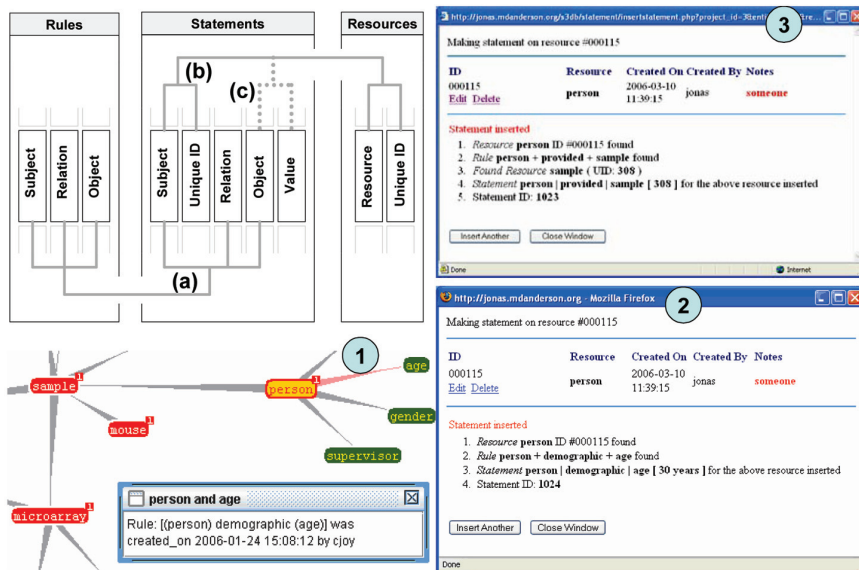 Rules
Statements
Resources
(b)
(c)
Subject
Relation
Object
Subject
Unique ID
Relation
Object
Value
Resource
Unique ID
(a)
1
sample 1
person 1
age
gender
supervisor
mouse 1
microarray 1
person and age
Rule: [(person) demographic (age)] was
created_on 2006-01-24 15:08:12 by cjoy
3
Making statement on resource #000115
ID Resource Created On Created By Notes
000115 person 2006-03-10 jonas someone
Edit Delete 11:39:15
Statement inserted
1. Resource person ID #000115 found
2. Rule person + provided + sample found
3. Found Resource sample ( UID: 308 )
4. Statement person | provided | sample [ 308 ] for the above resource inserted
5. Statement ID: 1023
Insert Another Close Window
Done Internet
http://jonas.mdanderson.org - Mozilla Firefox
2
Making statement on resource #000115
ID Resource Created On Created By Notes
000115 person 2006-03-10 jonas someone
Edit Delete 11:39:15
Statement inserted
1. Resource person ID #000115 found
2. Rule person + demographic + age found
3. Statement person | demographic | age [ 30 years ] for the above resource inserted
4. Statement ID: 1024
Insert Another Close Window
Done